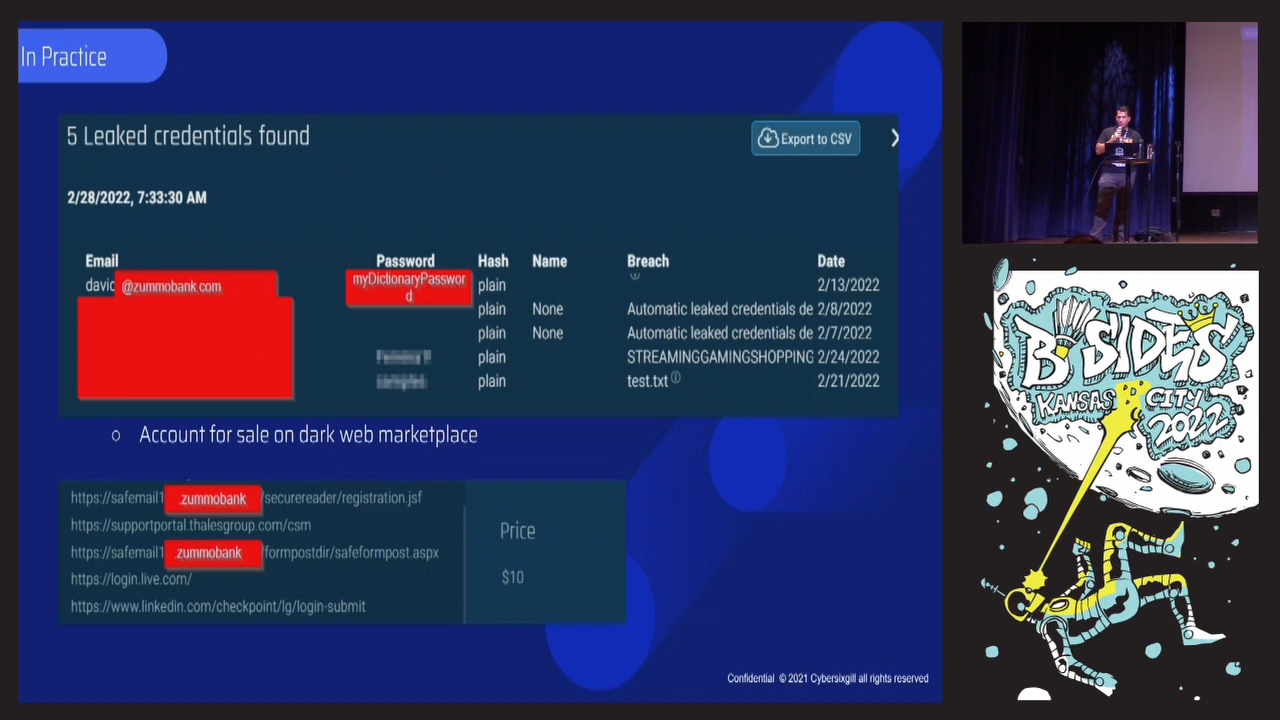 In Practice
5 Leaked credentials found
Export to CSV
2/28/2022, 7:33:30 AM
Email Password Hash Name Breach Date
davic @zummobank.com myDictionaryPasswor
d plain 2/13/2022
plain None Automatic leaked credentials de 2/8/2022
plain None Automatic leaked credentials de 2/7/2022
plain STREAMINGGAMINGSHOPPING 2/24/2022
plain test.txt 2/21/2022
○ Account for sale on dark web marketplace
https://safemail1 .zummobank /securereader/registration.jsf
https://supportportal.thalesgroup.com/csm
https://safemail1 .zummobank /formpostdir/safeformpost.aspx
https://login.live.com/
https://www.linkedin.com/checkpoint/lg/login-submit
Price
$10
Confidential © 2021 Cybersixgill all rights reserved
B SIDES
KANSAS CITY
2022